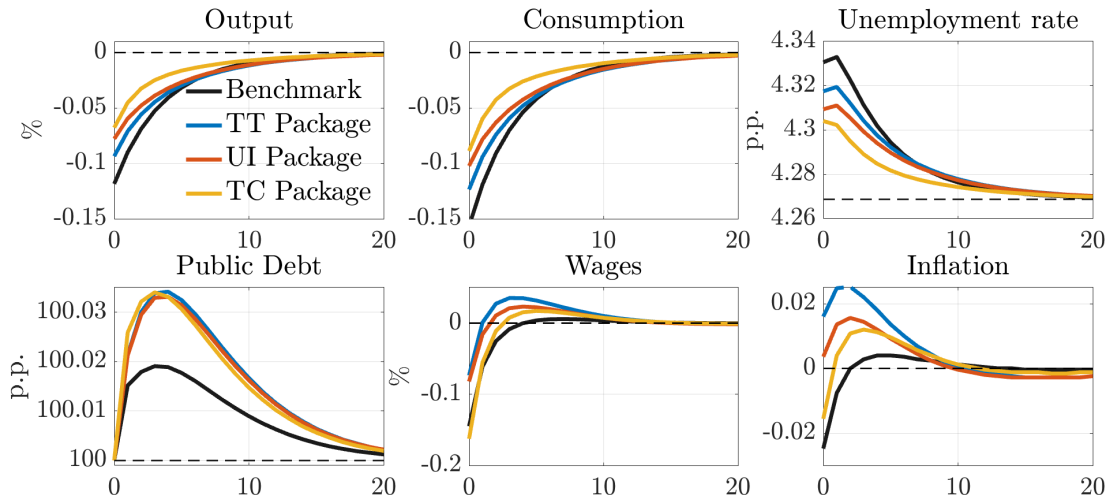 Output
0
-0.05
-0.1
-0.15
%
Benchmark
TT Package
UI Package
TC Package
0 10 20
Consumption
0
-0.05
-0.1
-0.15
0 10 20
Unemployment rate
4.34
4.32
4.3
4.28
4.26
p.p.
0 10 20
Public Debt
100.03
100.02
100.01
100
p.p.
0 10 20
Wages
0
-0.1
-0.2
%
0 10 20
Inflation
0.02
0
-0.02
0 10 20